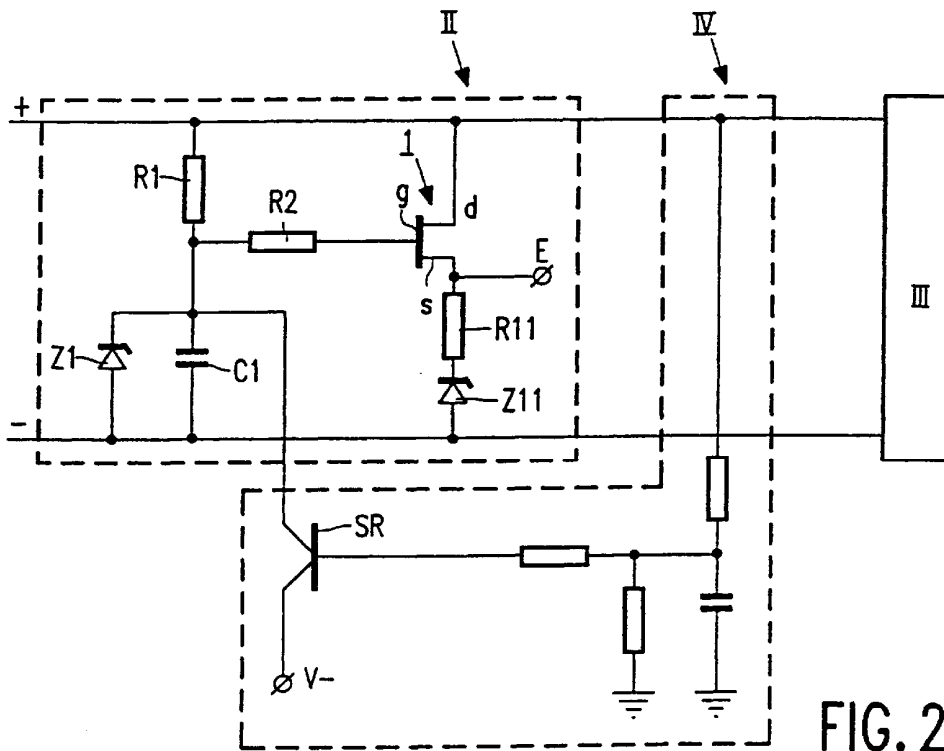 II
IV
+
R1
1
g
d
R2
E
s
R11
III
Z1
C1
Z11
-
SR
V-
FIG. 2